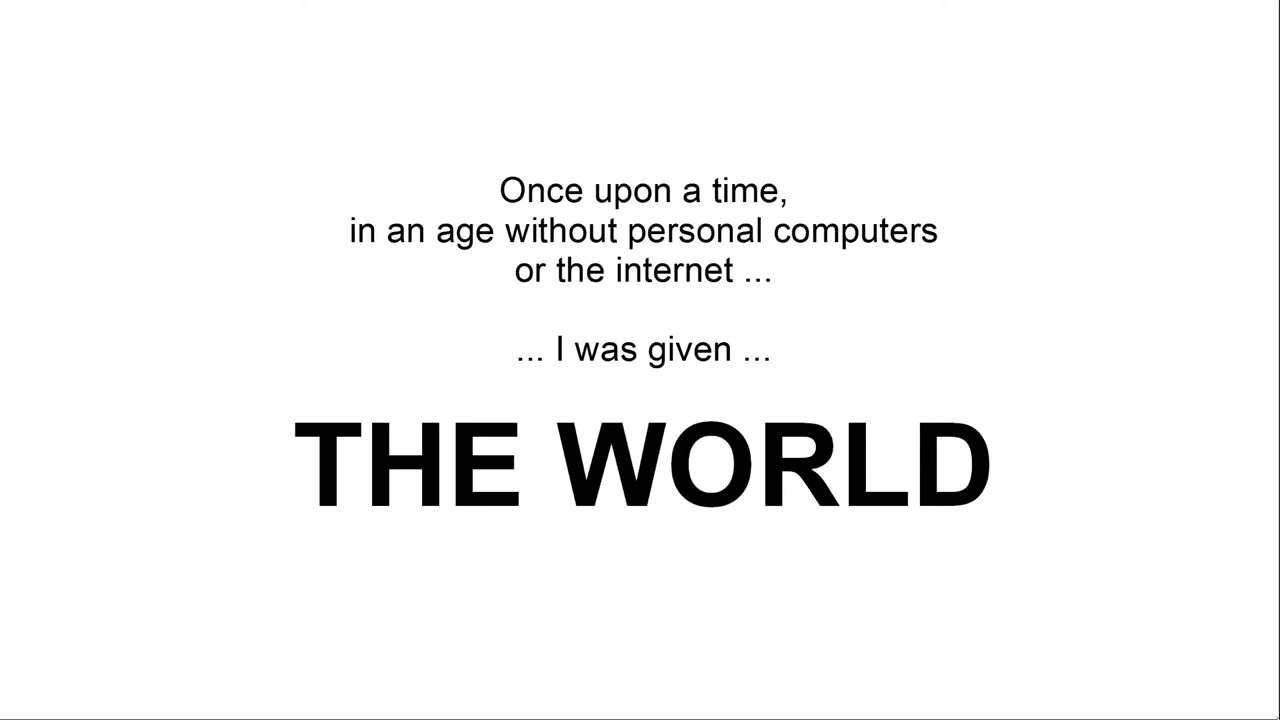 Once upon a time,
in an age without personal computers
or the internet ...
... I was given ...
THE WORLD